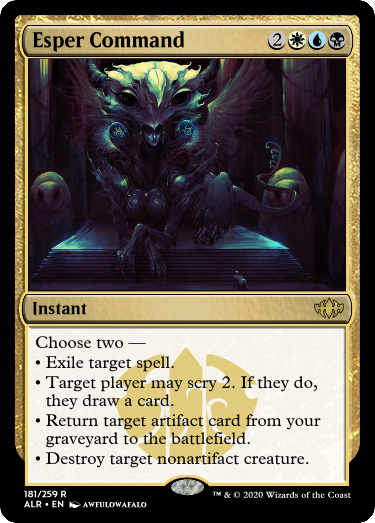 Esper Command 2
Instant
Choose two —
• Exile target spell.
• Target player may scry 2. If they do,
they draw a card.
• Return target artifact card from your
graveyard to the battlefield.
• Destroy target nonartifact creature.
181/259 R
ALR • EN AWFULOWAFALO
™ & © 2020 Wizards of the Coast